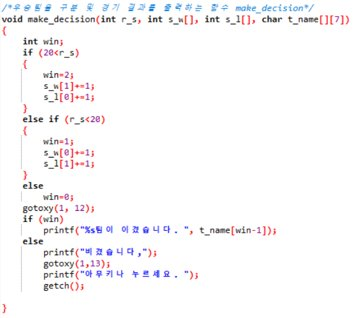 /*우승팀을 구분 및 경기 결과를 출력하는 함수 make_decision*/
void make_decision(int r_s, int s_w[], int s_l[], char t_name[][7])
{
int win;
if (20<r_s)
{
win=2;
s_w[1]+=1;
s_l[0]+=1;
}
else if (r_s<20)
{
win=1;
s_w[0]+=1;
s_l[1]+=1;
}
else
win=0;
gotoxy(1, 12);
if (win)
printf("%s팀이 이겼습니다. ", t_name[win-1]);
else
printf("비겼습니다,");
gotoxy(1,13);
printf("아무키나 누르세요. ");
getch();
}